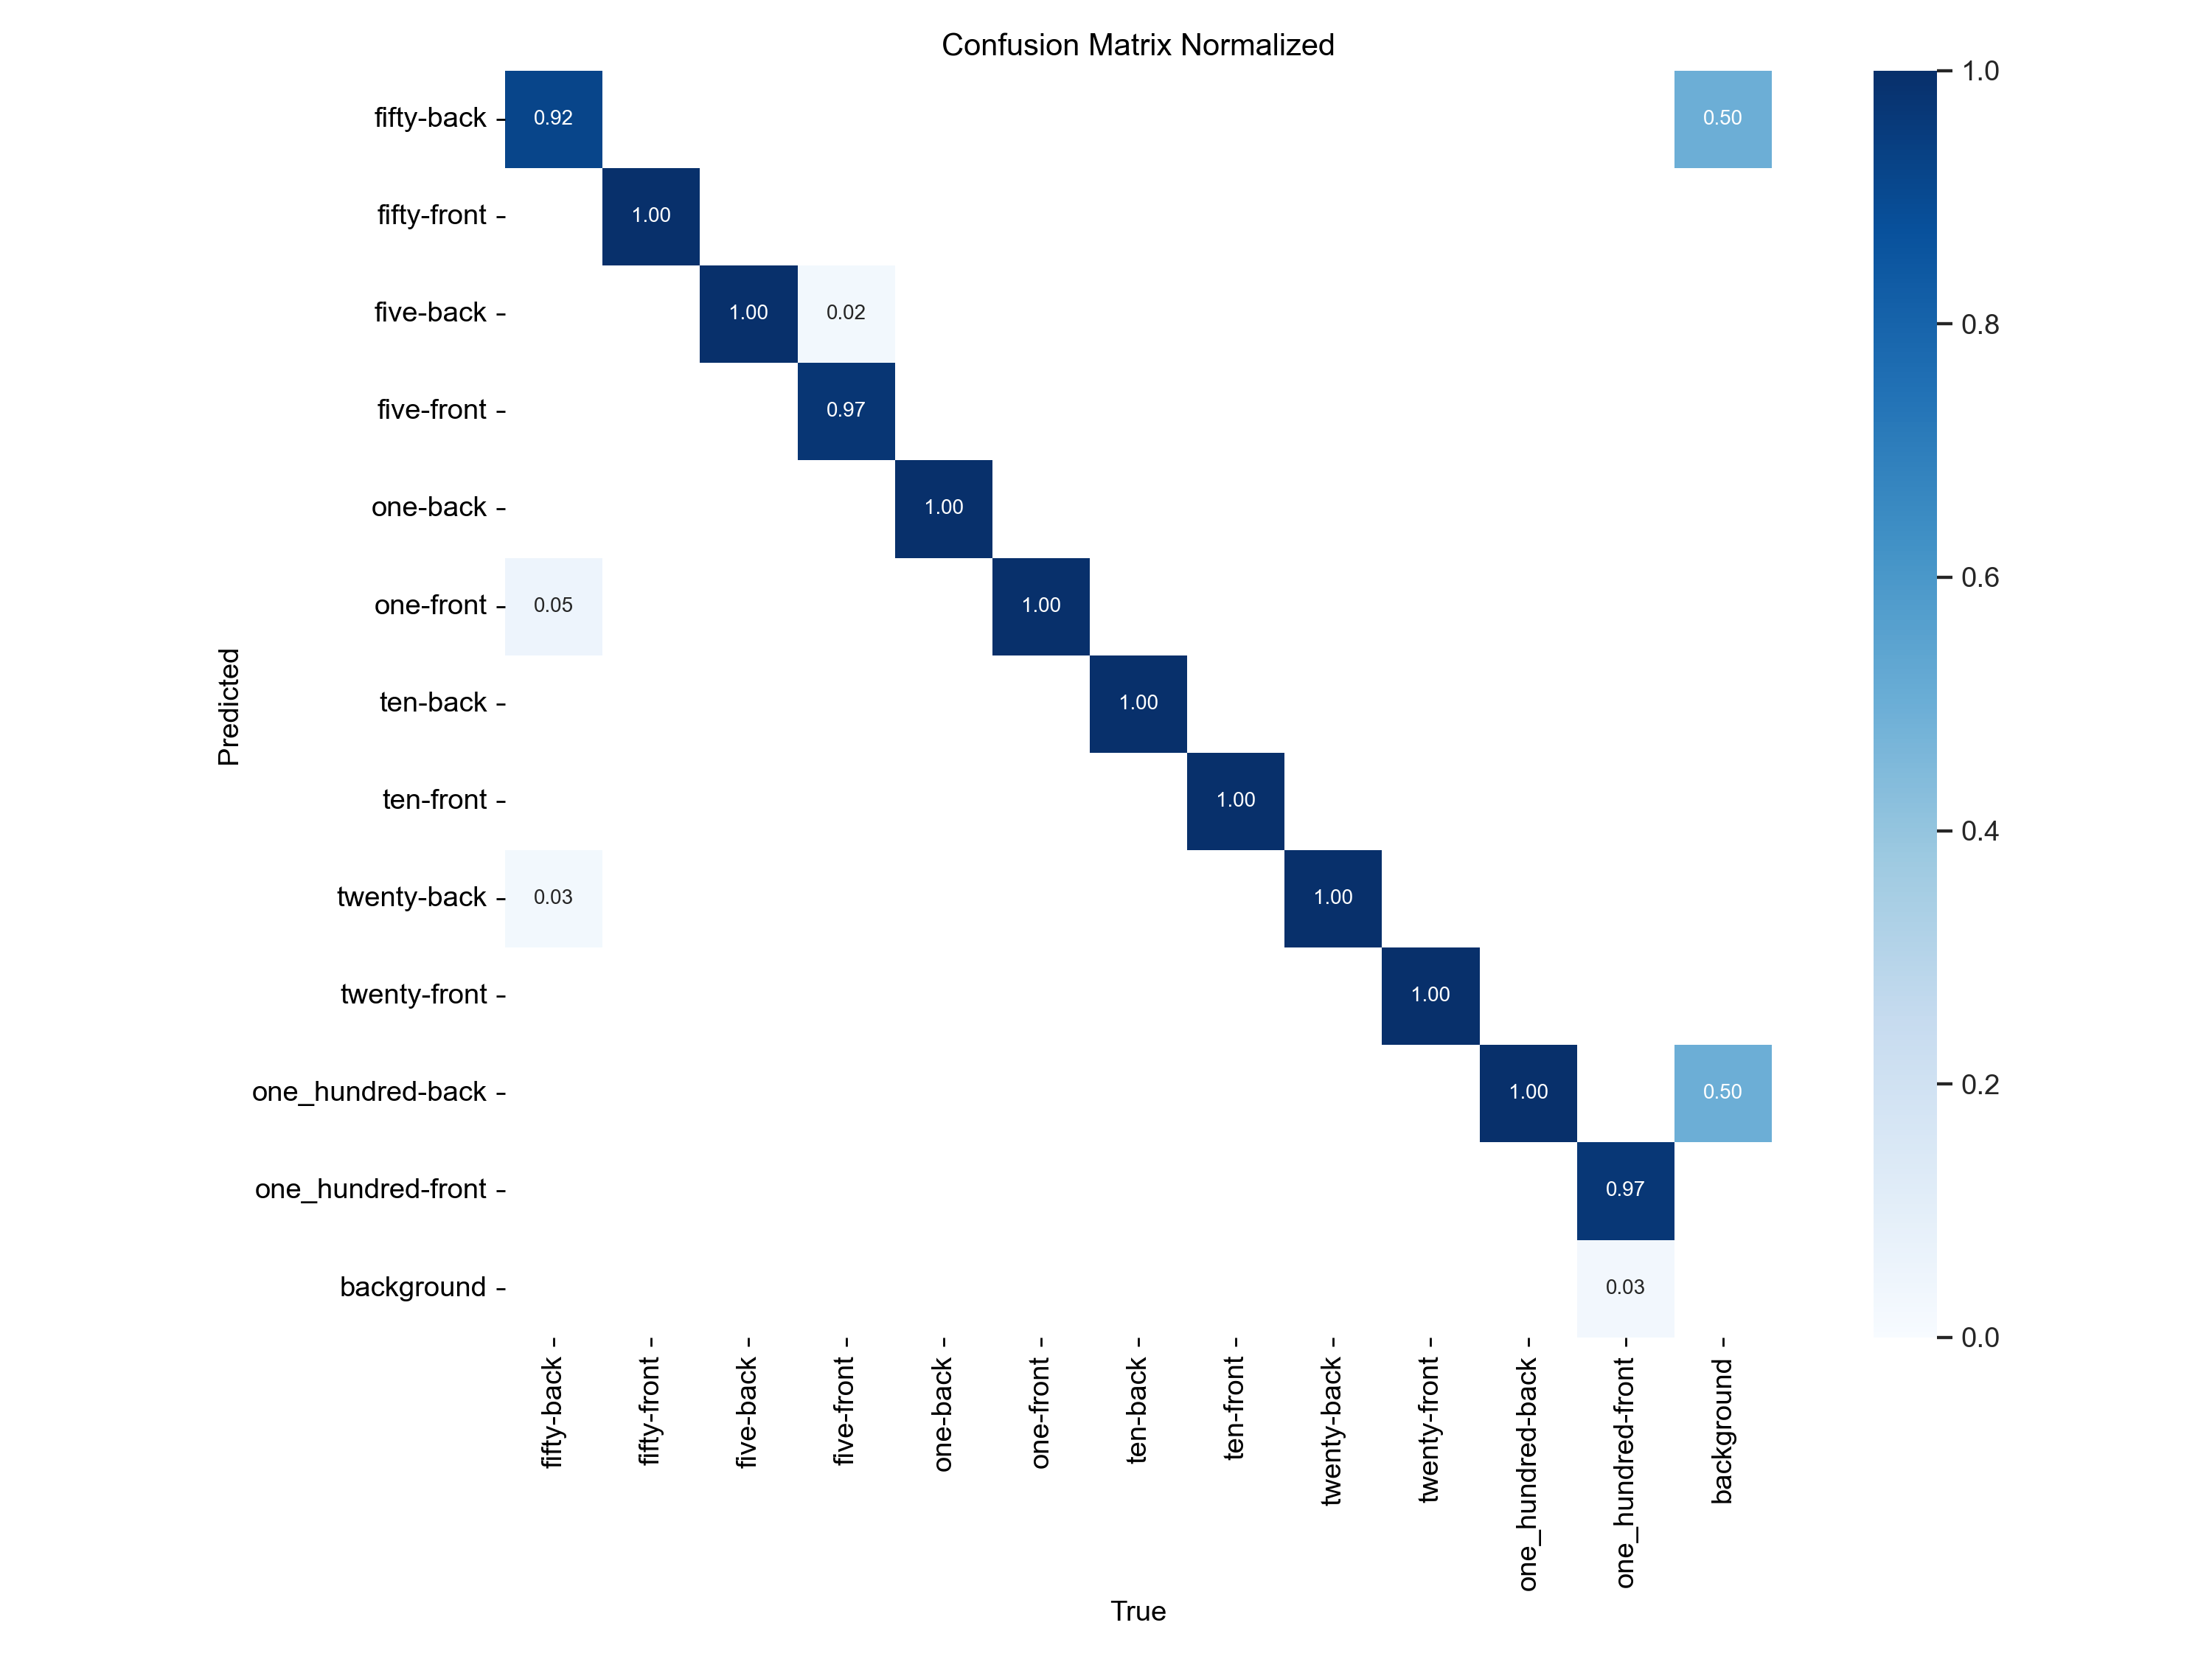 Confusion Matrix Normalized
fifty-back 0.92 0.50
fifty-front 1.00
five-back 1.00 0.02
five-front 0.97
one-back 1.00
one-front 0.05 1.00
ten-back 1.00
ten-front 1.00
twenty-back 0.03 1.00
twenty-front 1.00
one_hundred-back 1.00 0.50
one_hundred-front 0.97
background 0.03
Predicted
fifty-back fifty-front five-back five-front one-back one-front ten-back ten-front twenty-back twenty-front one_hundred-back one_hundred-front background
True
1.0
0.8
0.6
0.4
0.2
0.0